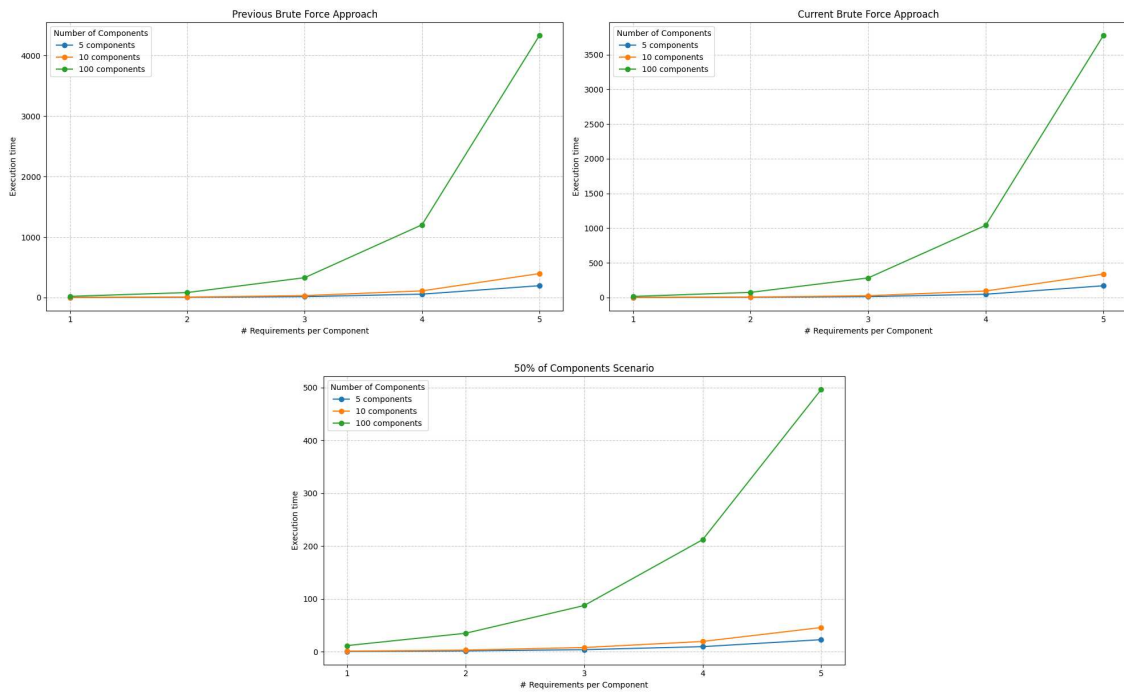 Previous Brute Force Approach
Number of Components
5 components
10 components
100 components
Execution time
4000
3000
2000
1000
0
1 2 3 4 5
# Requirements per Component
Current Brute Force Approach
Number of Components
5 components
10 components
100 components
Execution time
3500
3000
2500
2000
1500
1000
500
0
1 2 3 4 5
# Requirements per Component
50% of Components Scenario
Number of Components
5 components
10 components
100 components
Execution time
500
400
300
200
100
0
1 2 3 4 5
# Requirements per Component